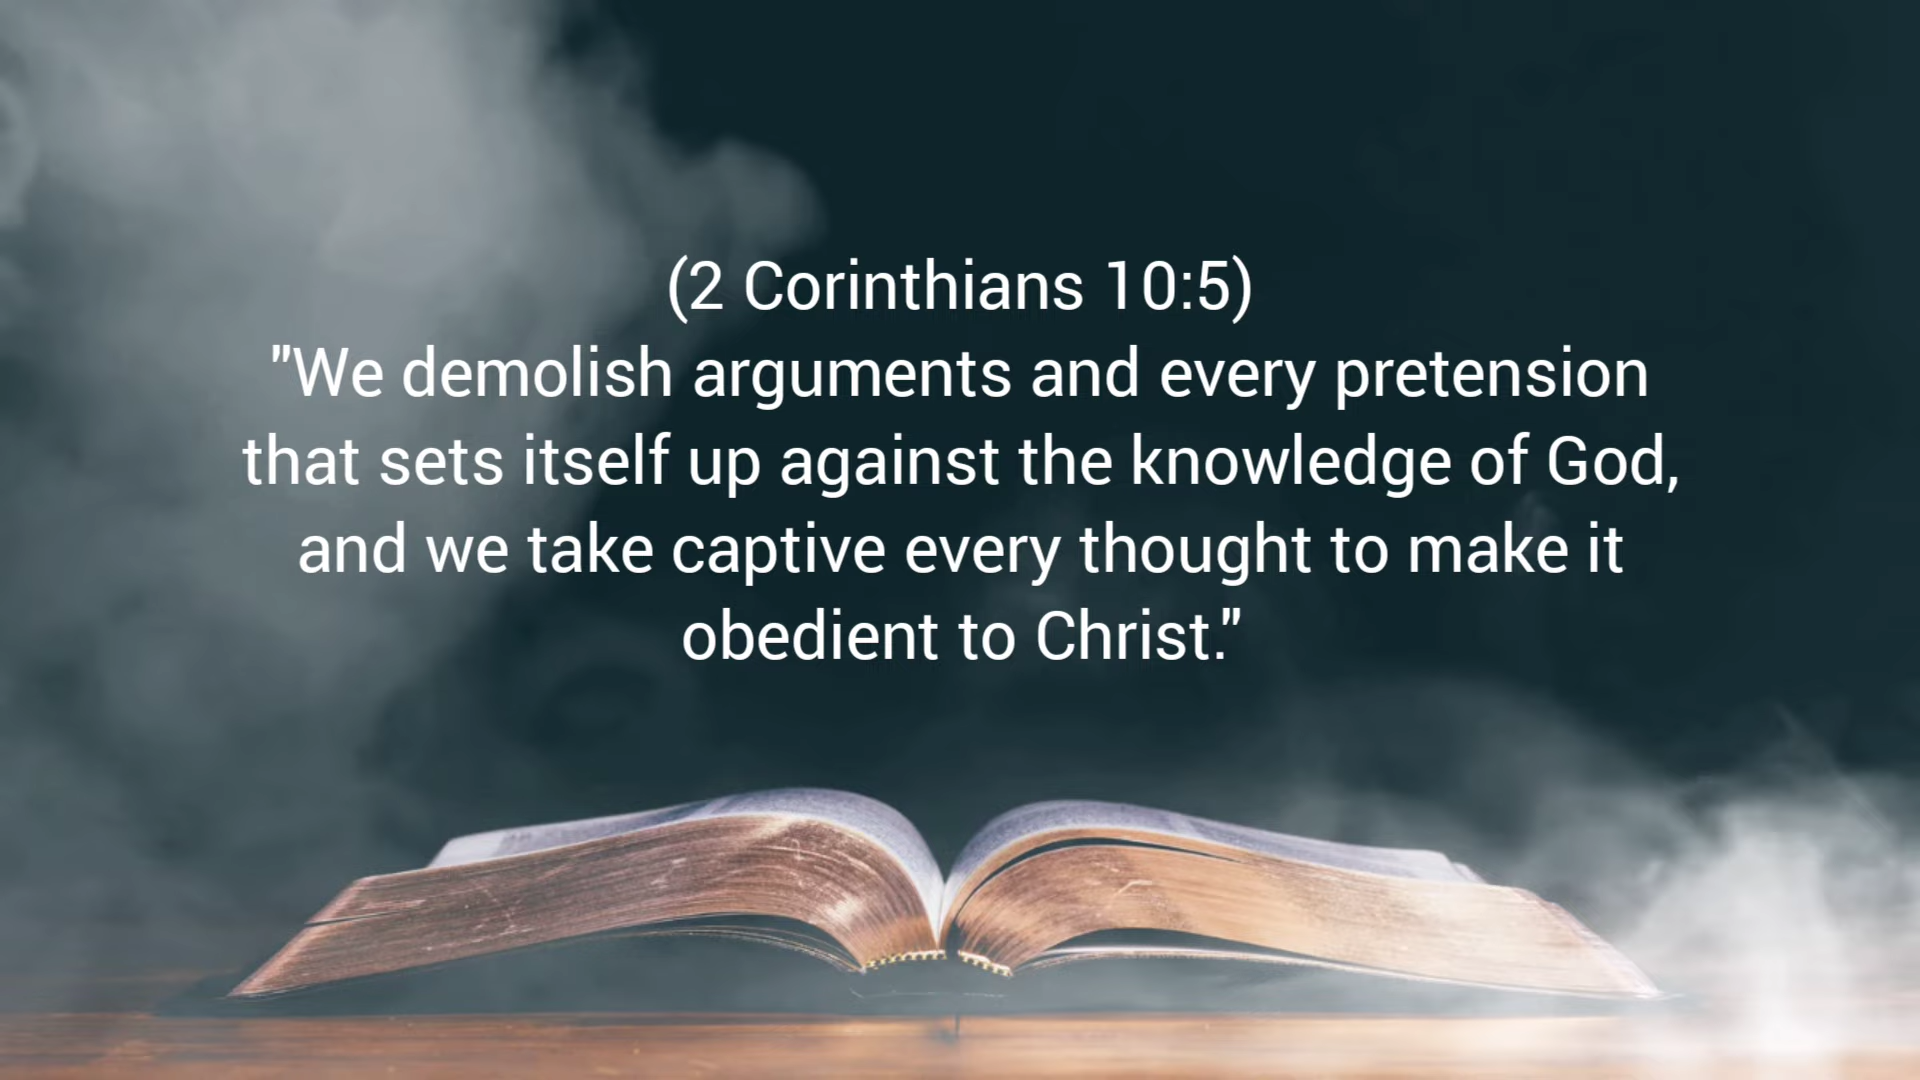 (2 Corinthians 10:5)
"We demolish arguments and every pretension
that sets itself up against the knowledge of God,
and we take captive every thought to make it
obedient to Christ."